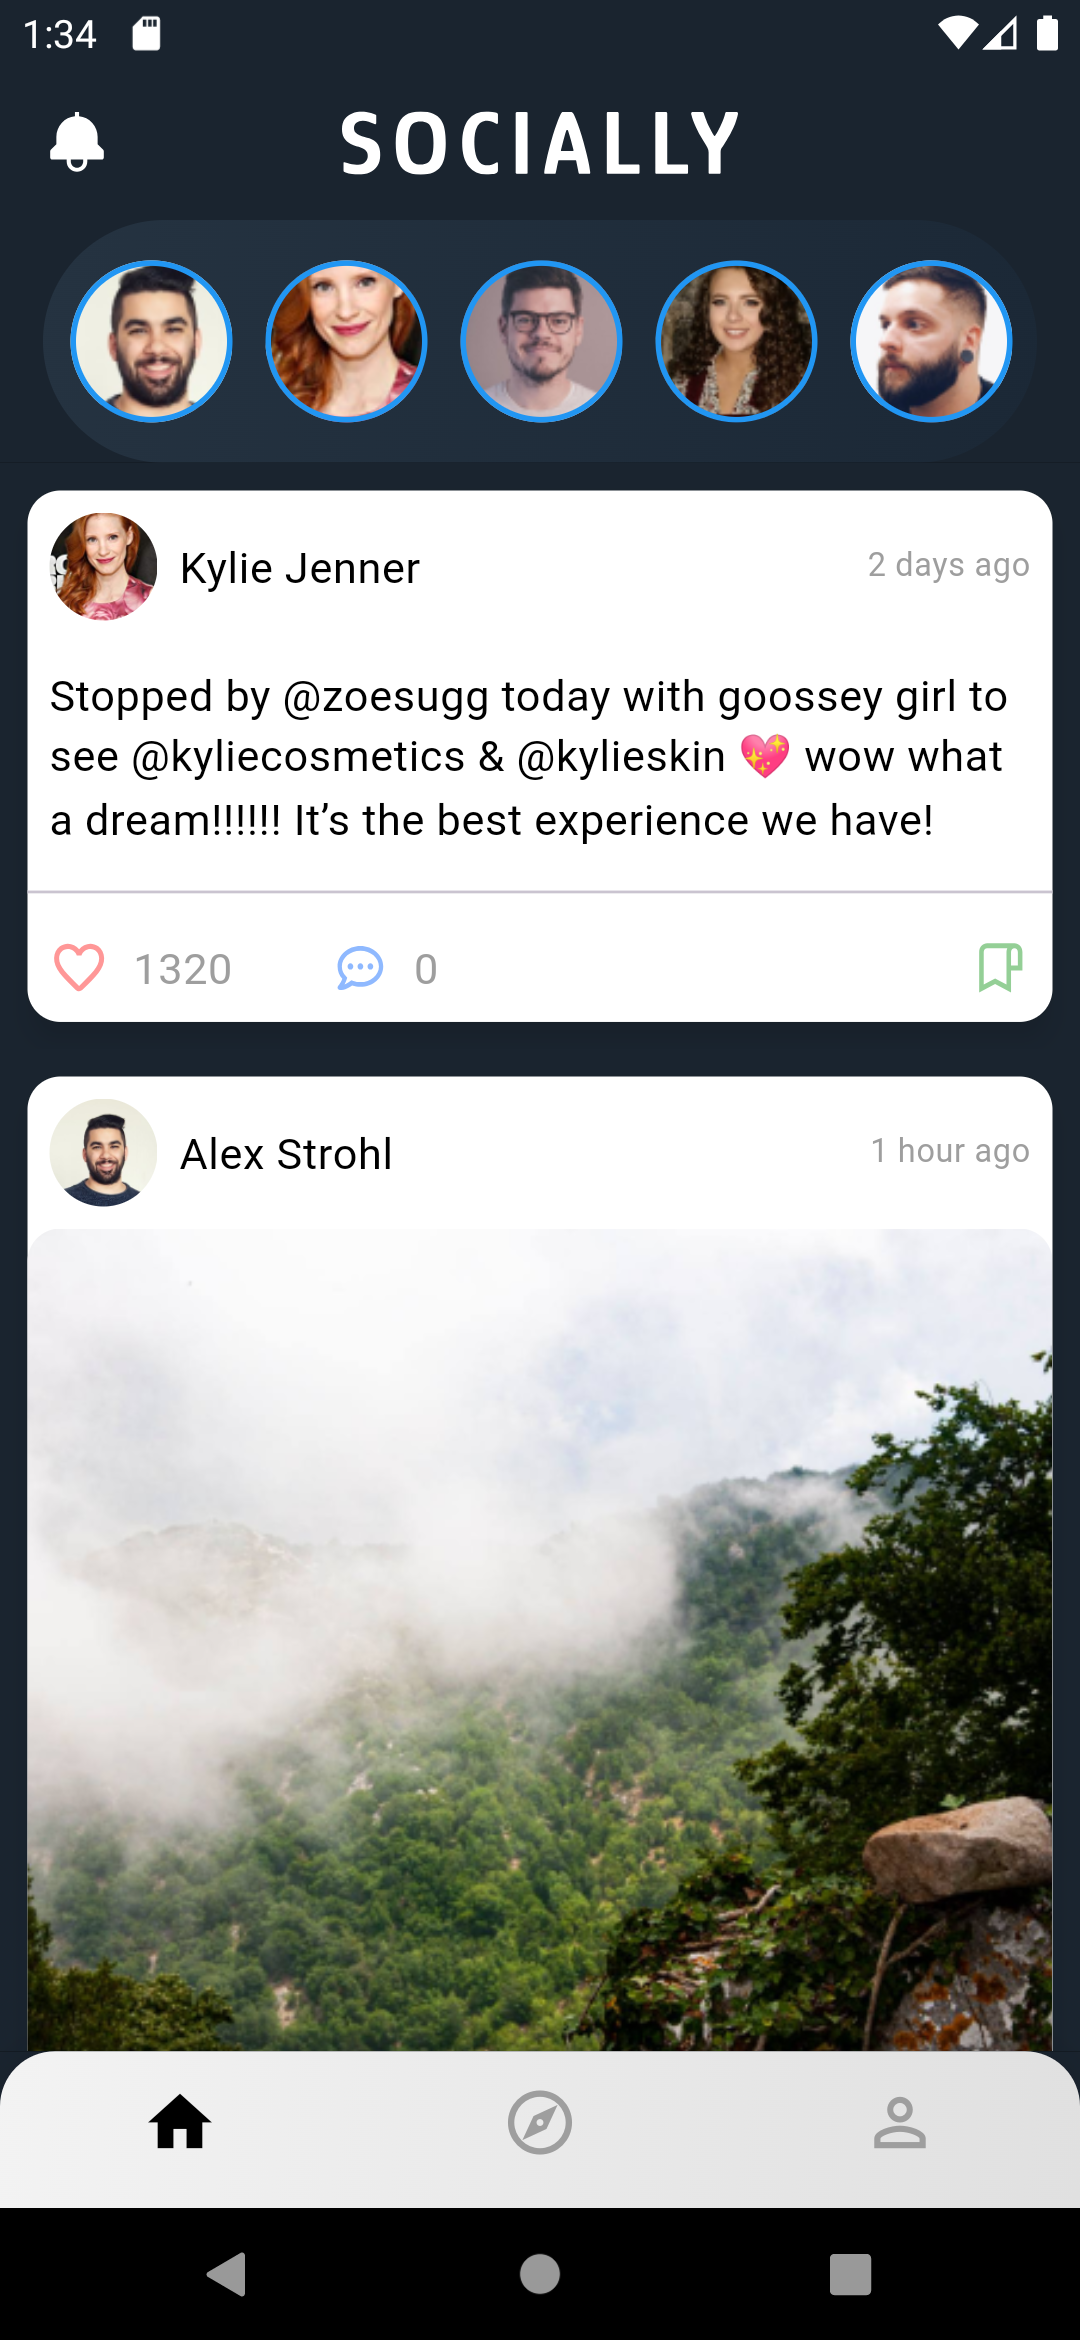 1:34
SOCIALLY
Kylie Jenner
2 days ago
Stopped by @zoesugg today with goossey girl to
see @kyliecosmetics & @kylieskin 💖 wow what
a dream!!!!!! It’s the best experience we have!
1320
0
Alex Strohl
1 hour ago